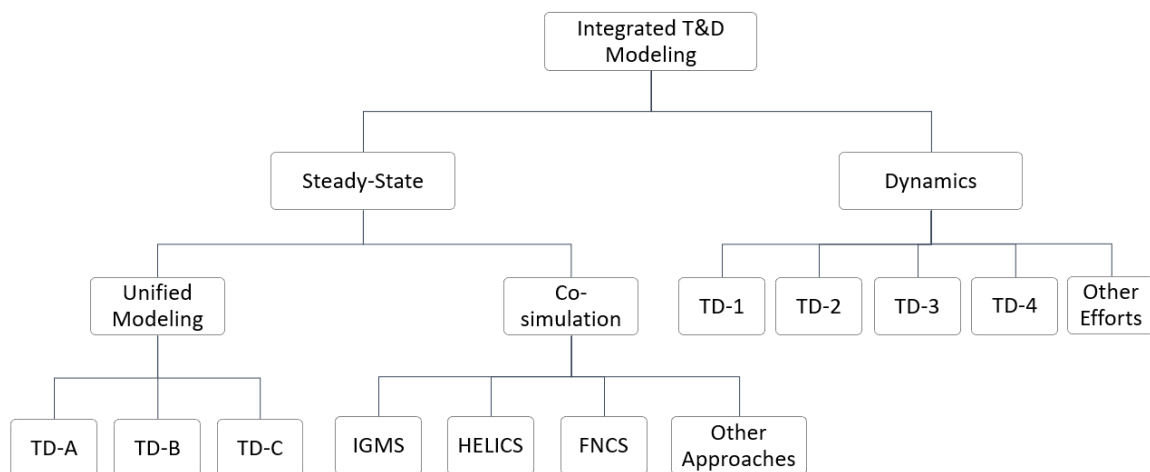 Integrated T&D
Modeling
Steady-State
Dynamics
Unified
Modeling
Co-
simulation
TD-1
TD-2
TD-3
TD-4
Other
Efforts
TD-A
TD-B
TD-C
IGMS
HELICS
FNCS
Other
Approaches